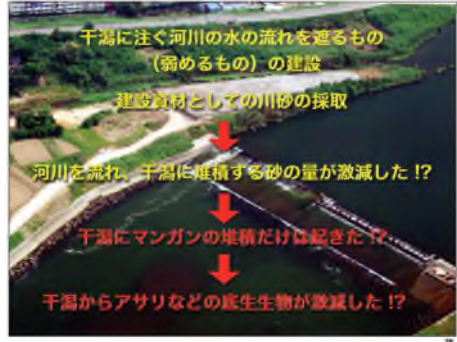 干潟に注ぐ河川の水の流れを遮るもの
（弱めるもの）の建設
建設資材としての川砂の採取
河川を流れ、干潟に堆積する砂の量が激減した !?
干潟にマンガンの堆積だけは起きた !?
干潟からアサリなどの底生生物が激減した !?